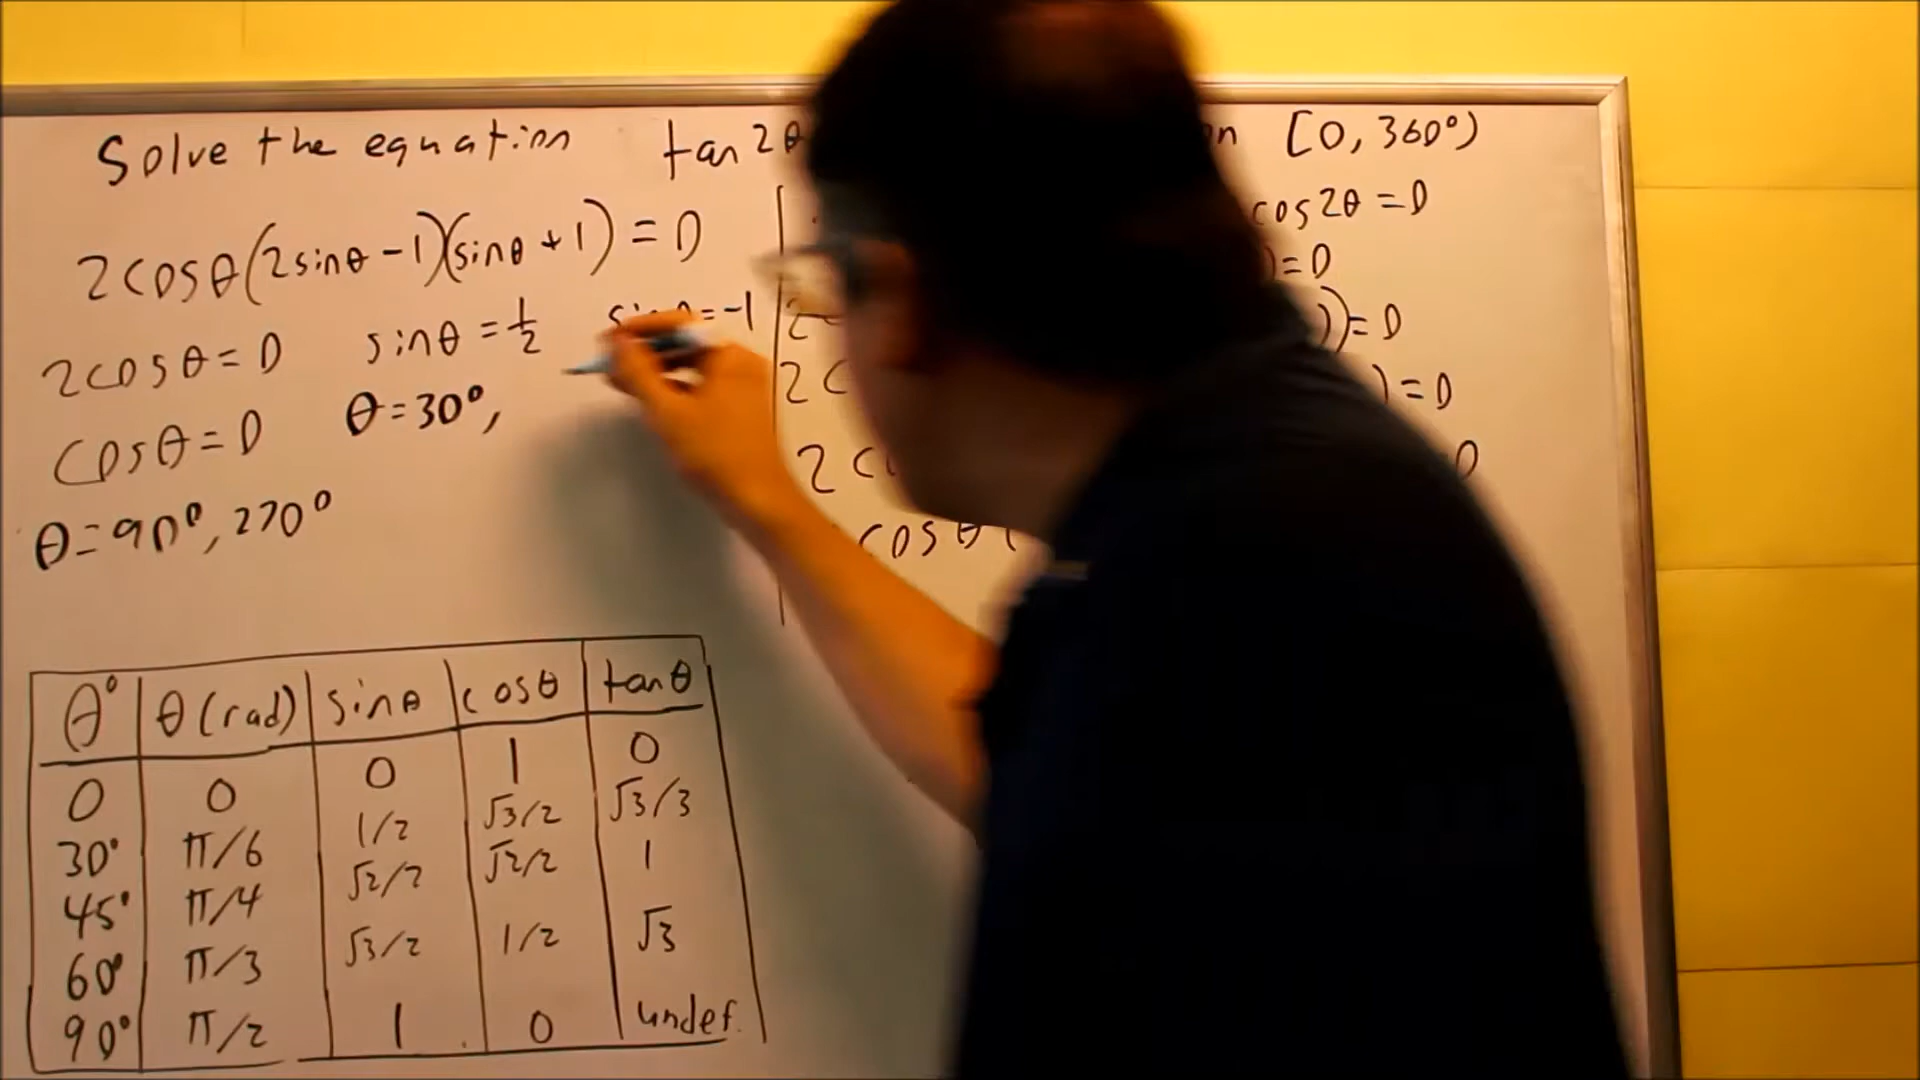 Solve the equation tan2θ on [0, 360°)
2cosθ(2sinθ - 1)(sinθ + 1) = 0
2cosθ = 0 sinθ = 1/2 = -1
cosθ = 0 θ = 30°,
θ = 90°, 270°
cos2θ = 0
) = 0
)) = 0
) = 0
0
cosθ(
θ° θ(rad) sinθ cosθ tanθ
0 0 0 1 0
30° π/6 1/2 √3/2 √3/3
45° π/4 √2/2 √2/2 1
60° π/3 √3/2 1/2 √3
90° π/2 1 0 undef.